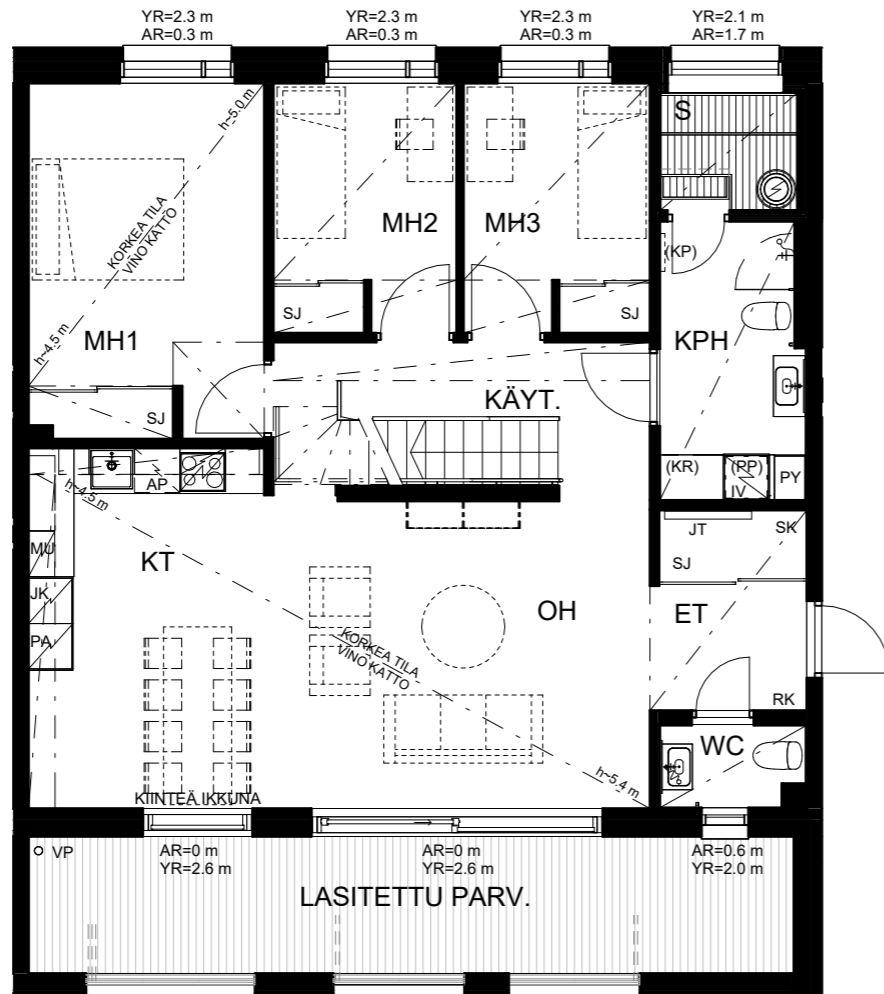 YR=2.3 m
AR=0.3 m
YR=2.3 m
AR=0.3 m
YR=2.3 m
AR=0.3 m
YR=2.1 m
AR=1.7 m
h~5.0 m
KORKEA TILA
VINO KATTO
h~4.5 m
MH1
SJ
MH2
SJ
MH3
SJ
S
(KP)
KPH
(KR)
(PP)
IV
PY
KÄYT.
AP
h~4.5 m
MU
JK
PA
KT
KORKEA TILA
VINO KATTO
OH
h~5.4 m
JT
SK
SJ
ET
RK
WC
KIINTEÄ IKKUNA
VP
AR=0 m
YR=2.6 m
AR=0 m
YR=2.6 m
AR=0.6 m
YR=2.0 m
LASITETTU PARV.